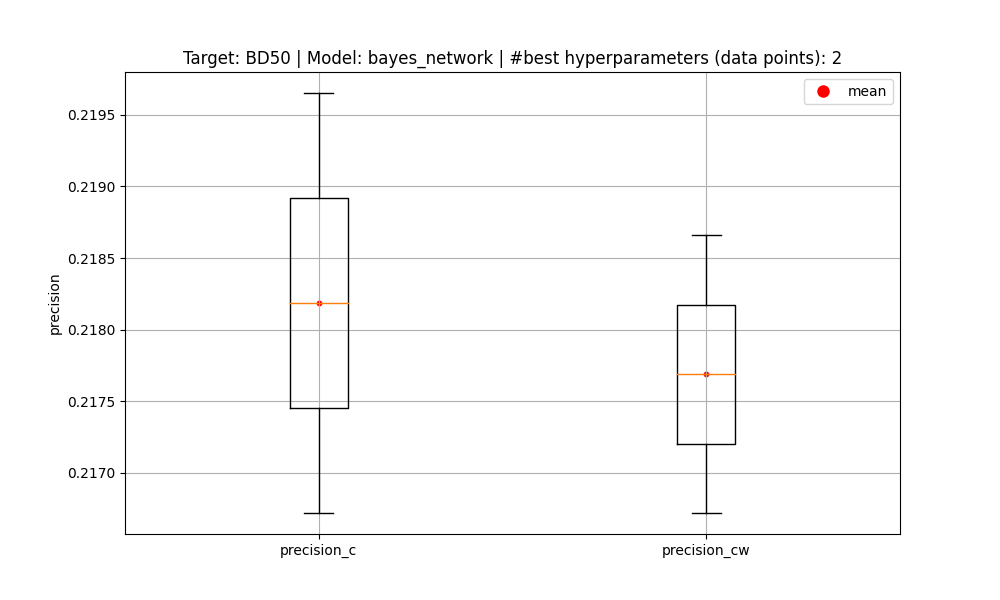 Target: BD50 | Model: bayes_network | #best hyperparameters (data points): 2
mean
0.2195
0.2190
0.2185
0.2180
0.2175
0.2170
precision
precision_c
precision_cw